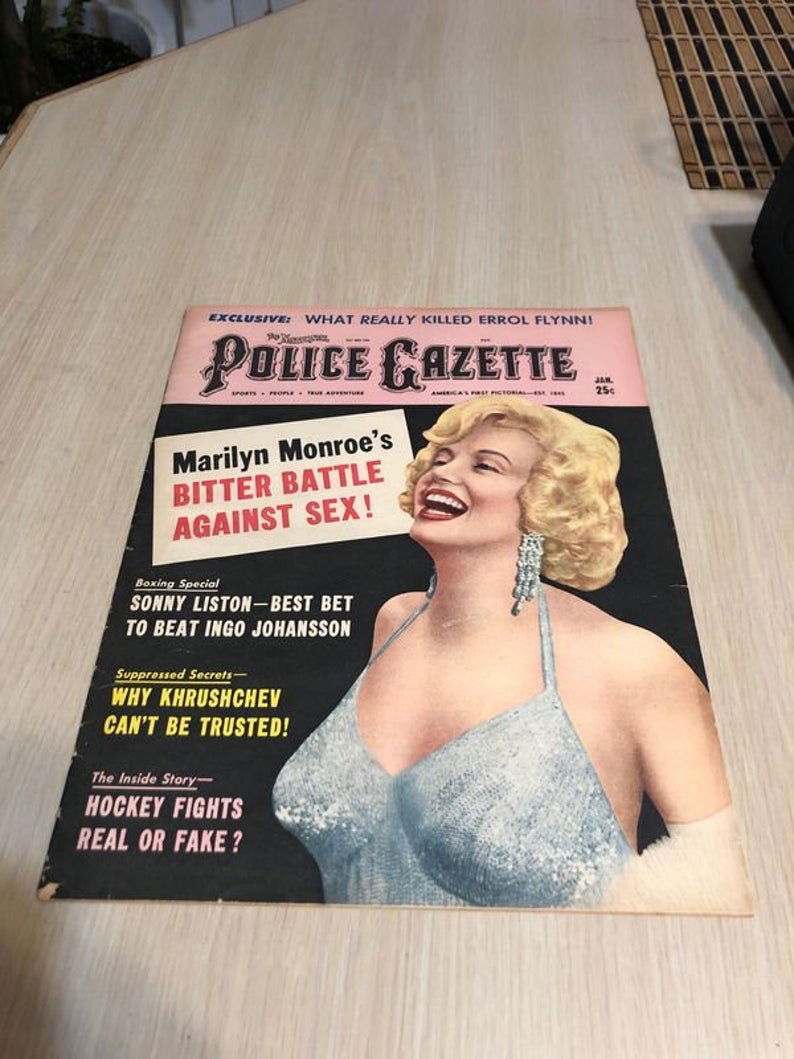 EXCLUSIVE: WHAT REALLY KILLED ERROL FLYNN!
THE NATIONAL
POLICE GAZETTE
JAN.
25¢
SPORTS • PEOPLE • TRUE ADVENTURE
AMERICA'S FIRST PICTORIAL—EST. 1845
Marilyn Monroe's
BITTER BATTLE
AGAINST SEX!
Boxing Special
SONNY LISTON—BEST BET
TO BEAT INGO JOHANSSON
Suppressed Secrets—
WHY KHRUSHCHEV
CAN'T BE TRUSTED!
The Inside Story—
HOCKEY FIGHTS
REAL OR FAKE?